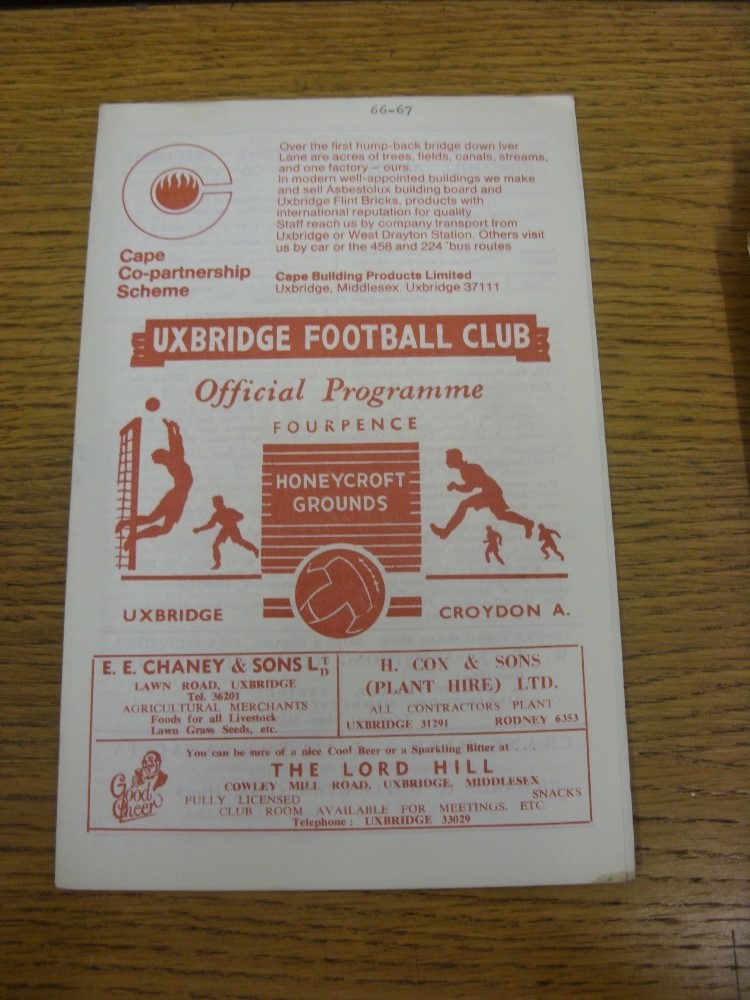 66-67
Over the first hump-back bridge down Iver
Lane are acres of trees, fields, canals, streams,
and one factory – ours.
In modern well-appointed buildings we make
and sell Asbestolux building board and
Uxbridge Flint Bricks, products with
international reputation for quality
Staff reach us by company transport from
Uxbridge or West Drayton Station. Others visit
us by car or the 458 and 224 'bus routes
Cape
Co-partnership
Scheme
Cape Building Products Limited
Uxbridge, Middlesex. Uxbridge 37111
UXBRIDGE FOOTBALL CLUB
Official Programme
FOURPENCE
HONEYCROFT
GROUNDS
UXBRIDGE
CROYDON A.
E. E. CHANEY & SONS LTD
LAWN ROAD, UXBRIDGE
Tel. 36201
AGRICULTURAL MERCHANTS
Foods for all Livestock
Lawn Grass Seeds, etc.
H. COX & SONS
(PLANT HIRE) LTD.
ALL CONTRACTORS PLANT
UXBRIDGE 31291 RODNEY 6353
You can be sure of a nice Cool Beer or a Sparkling Bitter at . . .
THE LORD HILL
COWLEY MILL ROAD, UXBRIDGE, MIDDLESEX
FULLY LICENSED SNACKS
CLUB ROOM AVAILABLE FOR MEETINGS. ETC
Telephone : UXBRIDGE 33029
Good
Cheer